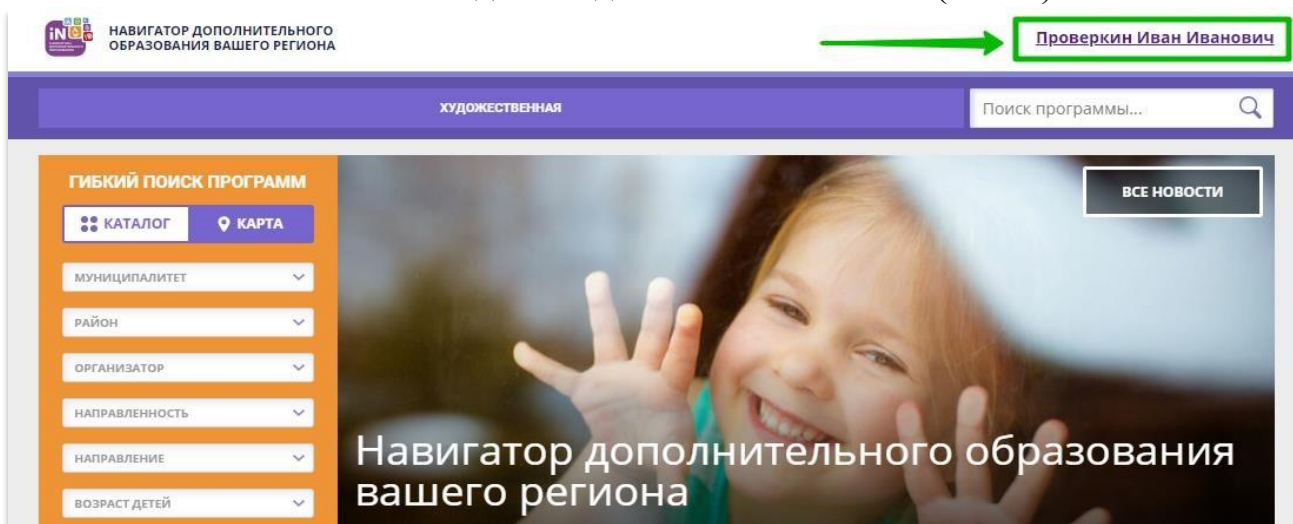 НАВИГАТОР ДОПОЛНИТЕЛЬНОГО
ОБРАЗОВАНИЯ ВАШЕГО РЕГИОНА
Проверкин Иван Иванович
ХУДОЖЕСТВЕННАЯ
Поиск программы...
ГИБКИЙ ПОИСК ПРОГРАММ
КАТАЛОГ
КАРТА
МУНИЦИПАЛИТЕТ
РАЙОН
ОРГАНИЗАТОР
НАПРАВЛЕННОСТЬ
НАПРАВЛЕНИЕ
ВОЗРАСТ ДЕТЕЙ
ВСЕ НОВОСТИ
Навигатор дополнительного образования
вашего региона